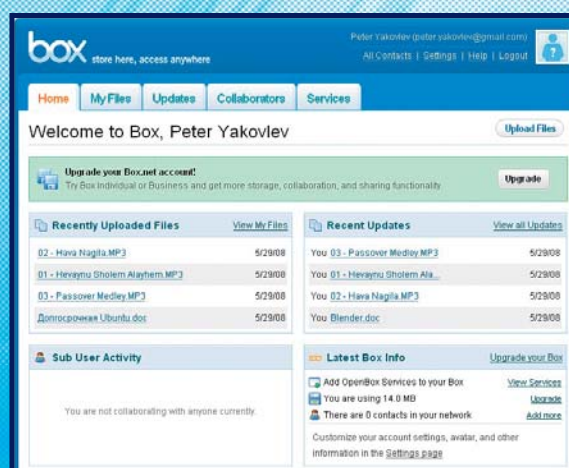 Peter Yakovlev (peter.yakovlev@gmail.com)
box store here, access anywhere
All Contacts | Settings | Help | Logout
Home My Files Updates Collaborators Services
Welcome to Box, Peter Yakovlev
Upload Files
Upgrade your Box.net account!
Try Box Individual or Business and get more storage, collaboration, and sharing functionality
Upgrade
Recently Uploaded Files View My Files
02 - Hava Nagila.MP3 5/29/08
01 - Hevaynu Sholem Alayhem.MP3 5/29/08
03 - Passover Medley.MP3 5/29/08
Долгосрочная Ubuntu.doc 5/29/08
Recent Updates View all Updates
You 03 - Passover Medley.MP3 5/29/08
You 01 - Hevaynu Sholem Ala... 5/29/08
You 02 - Hava Nagila.MP3 5/29/08
You Blender.doc 5/29/08
Sub User Activity
You are not collaborating with anyone currently.
Latest Box Info Upgrade your Box
Add OpenBox Services to your Box View Services
You are using 14.0 MB Upgrade
There are 0 contacts in your network Add more
Customize your account settings, avatar, and other
information in the Settings page